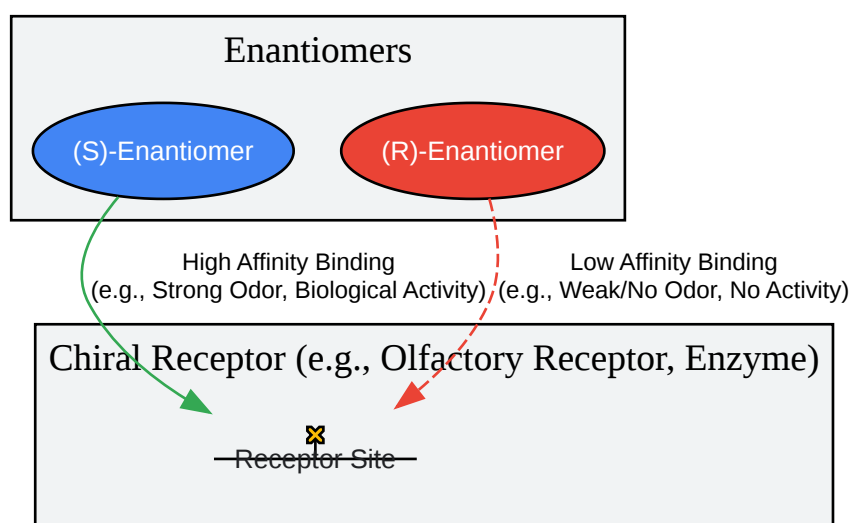 Enantiomers
(S)-Enantiomer
(R)-Enantiomer
High Affinity Binding
(e.g., Strong Odor, Biological Activity)
Low Affinity Binding
(e.g., Weak/No Odor, No Activity)
Chiral Receptor (e.g., Olfactory Receptor, Enzyme)
Receptor Site